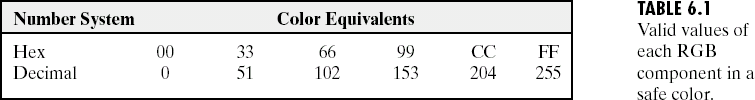 Number System Color Equivalents
Hex 00 33 66 99 CC FF
Decimal 0 51 102 153 204 255
TABLE 6.1
Valid values of
each RGB
component in a
safe color.